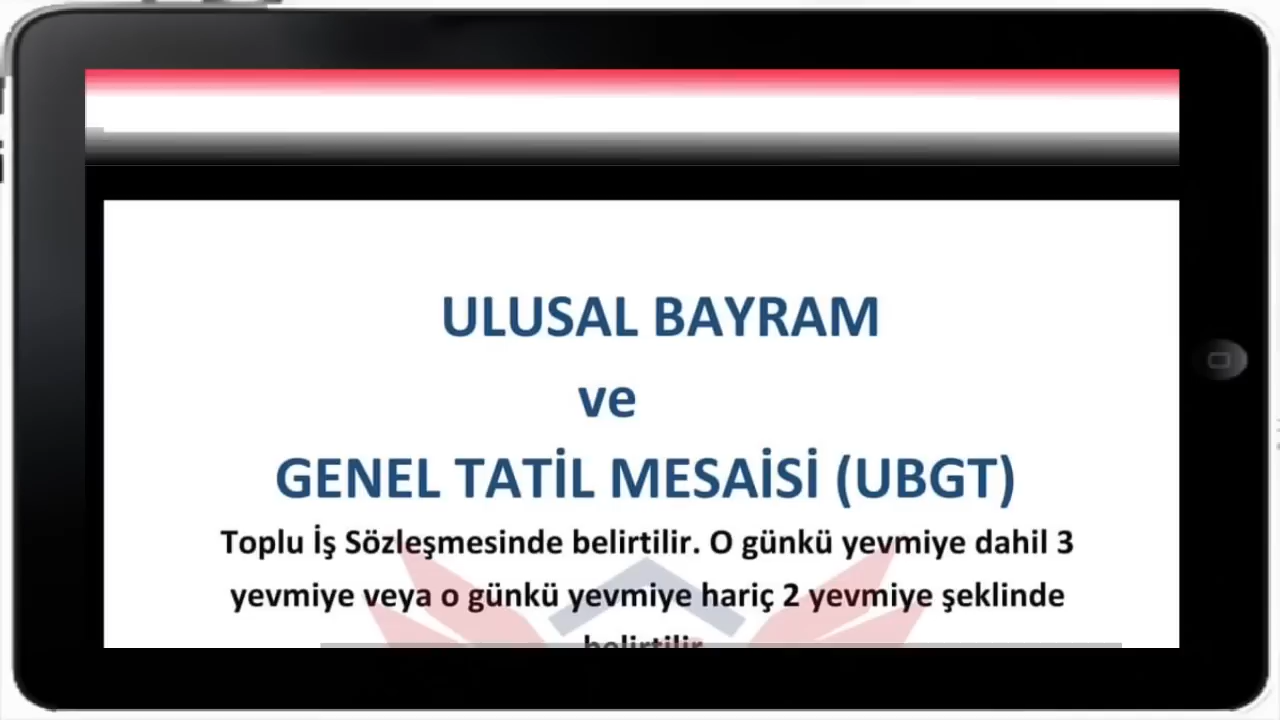 ULUSAL BAYRAM
ve
GENEL TATİL MESAİSİ (UBGT)
Toplu İş Sözleşmesinde belirtilir. O günkü yevmiye dahil 3
yevmiye veya o günkü yevmiye hariç 2 yevmiye şeklinde
belirtilir.